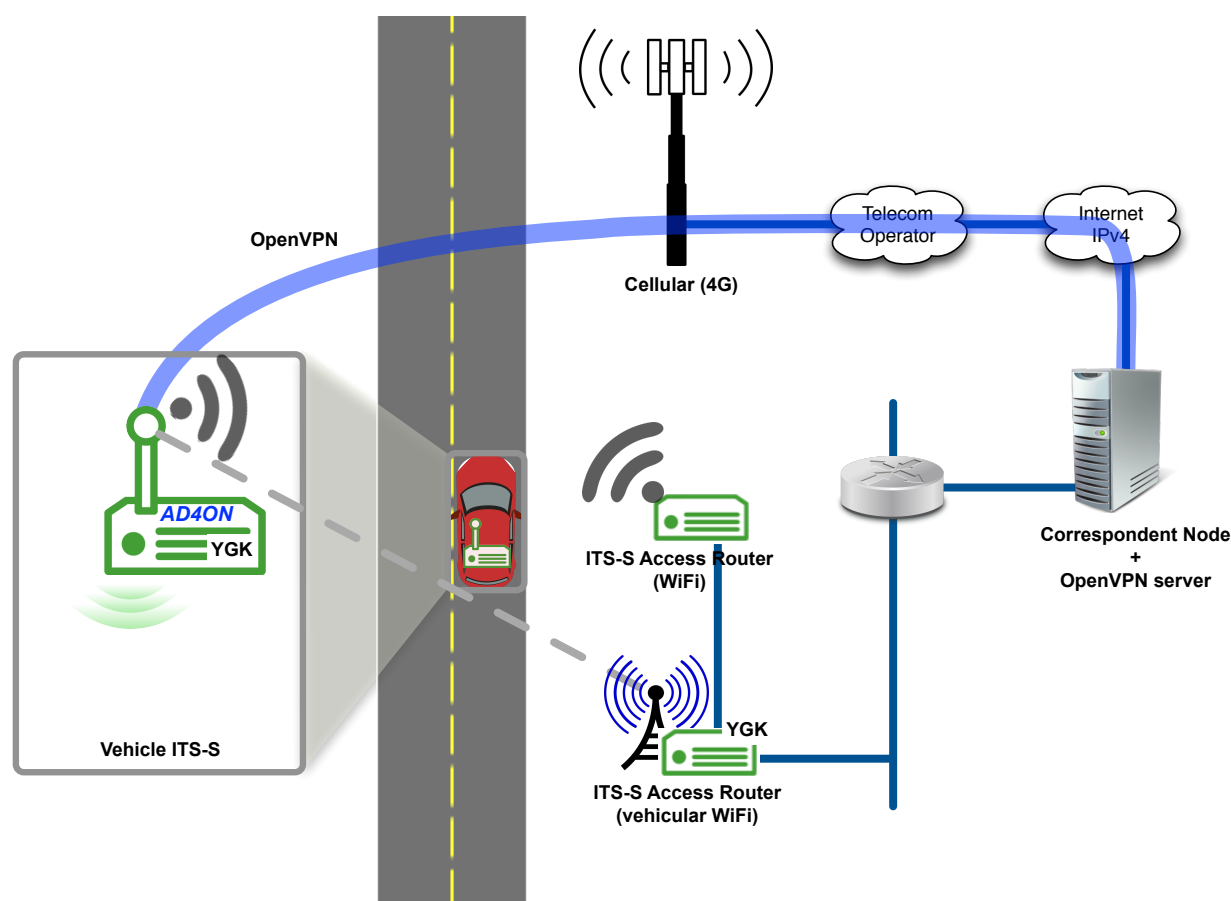 OpenVPN
Cellular (4G)
Telecom
Operator
Internet
IPv4
AD4ON
YGK
Vehicle ITS-S
ITS-S Access Router
(WiFi)
Correspondent Node
+
OpenVPN server
YGK
ITS-S Access Router
(vehicular WiFi)